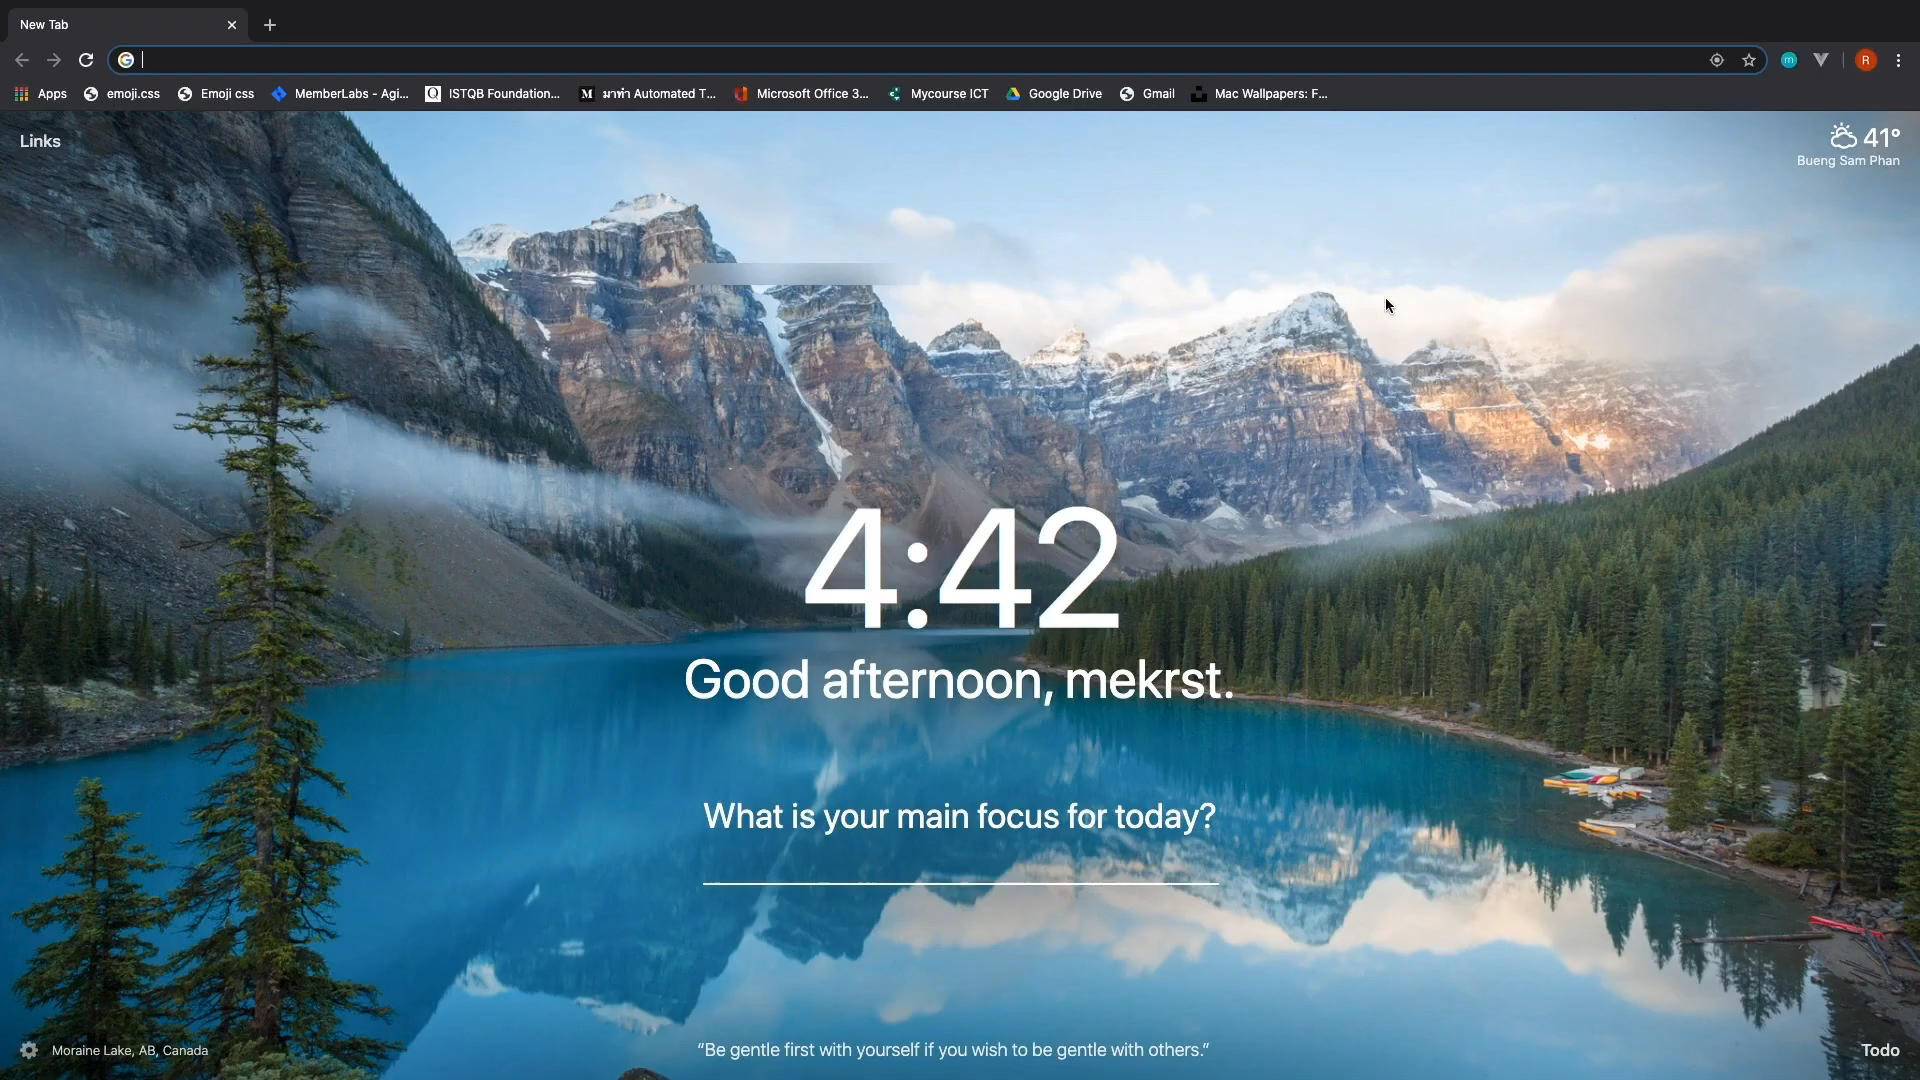 New Tab
Apps
emoji.css
Emoji css
MemberLabs - Agi...
ISTQB Foundation...
M
มาทำ Automated T...
Microsoft Office 3...
Mycourse ICT
Google Drive
Gmail
Mac Wallpapers: F...
R
Links
41°
Bueng Sam Phan
4:42
Good afternoon, mekrst.
What is your main focus for today?
Moraine Lake, AB, Canada
“Be gentle first with yourself if you wish to be gentle with others.”
Todo